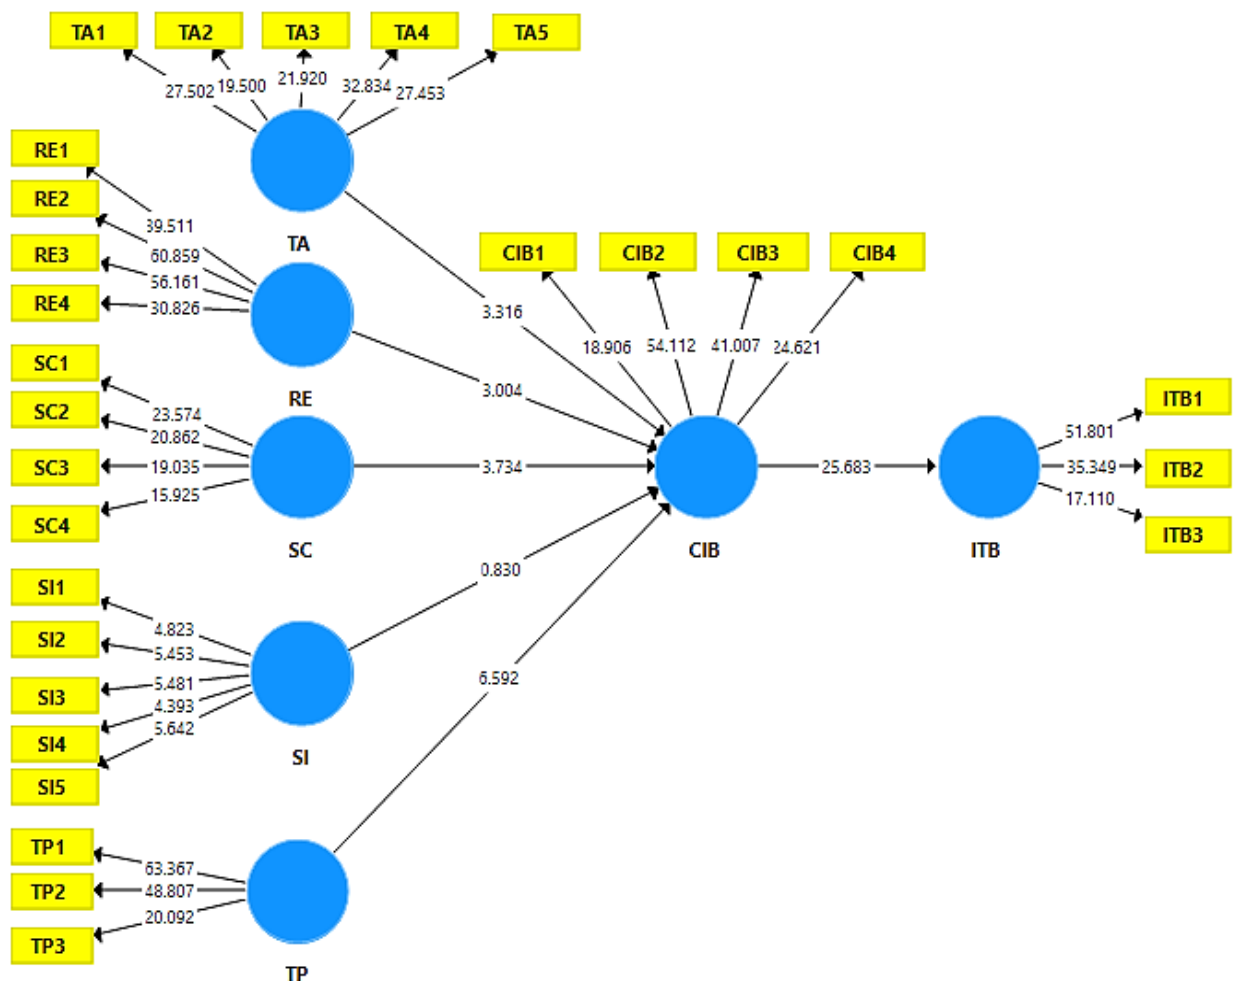 TA1 TA2 TA3 TA4 TA5
27.502 19.500 21.920 32.834 27.453
TA
RE1
RE2
RE3
RE4
39.511
60.859
56.161
30.826
RE
SC1
SC2
SC3
SC4
23.574
20.862
19.035
15.925
SC
SI1
SI2
SI3
SI4
SI5
4.823
5.453
5.481
4.393
5.642
SI
TP1
TP2
TP3
63.367
48.807
20.092
TP
3.316
3.004
3.734
0.830
6.592
CIB1 CIB2 CIB3 CIB4
18.906 54.112 41.007 24.621
CIB
25.683
ITB1
ITB2
ITB3
51.801
35.349
17.110
ITB